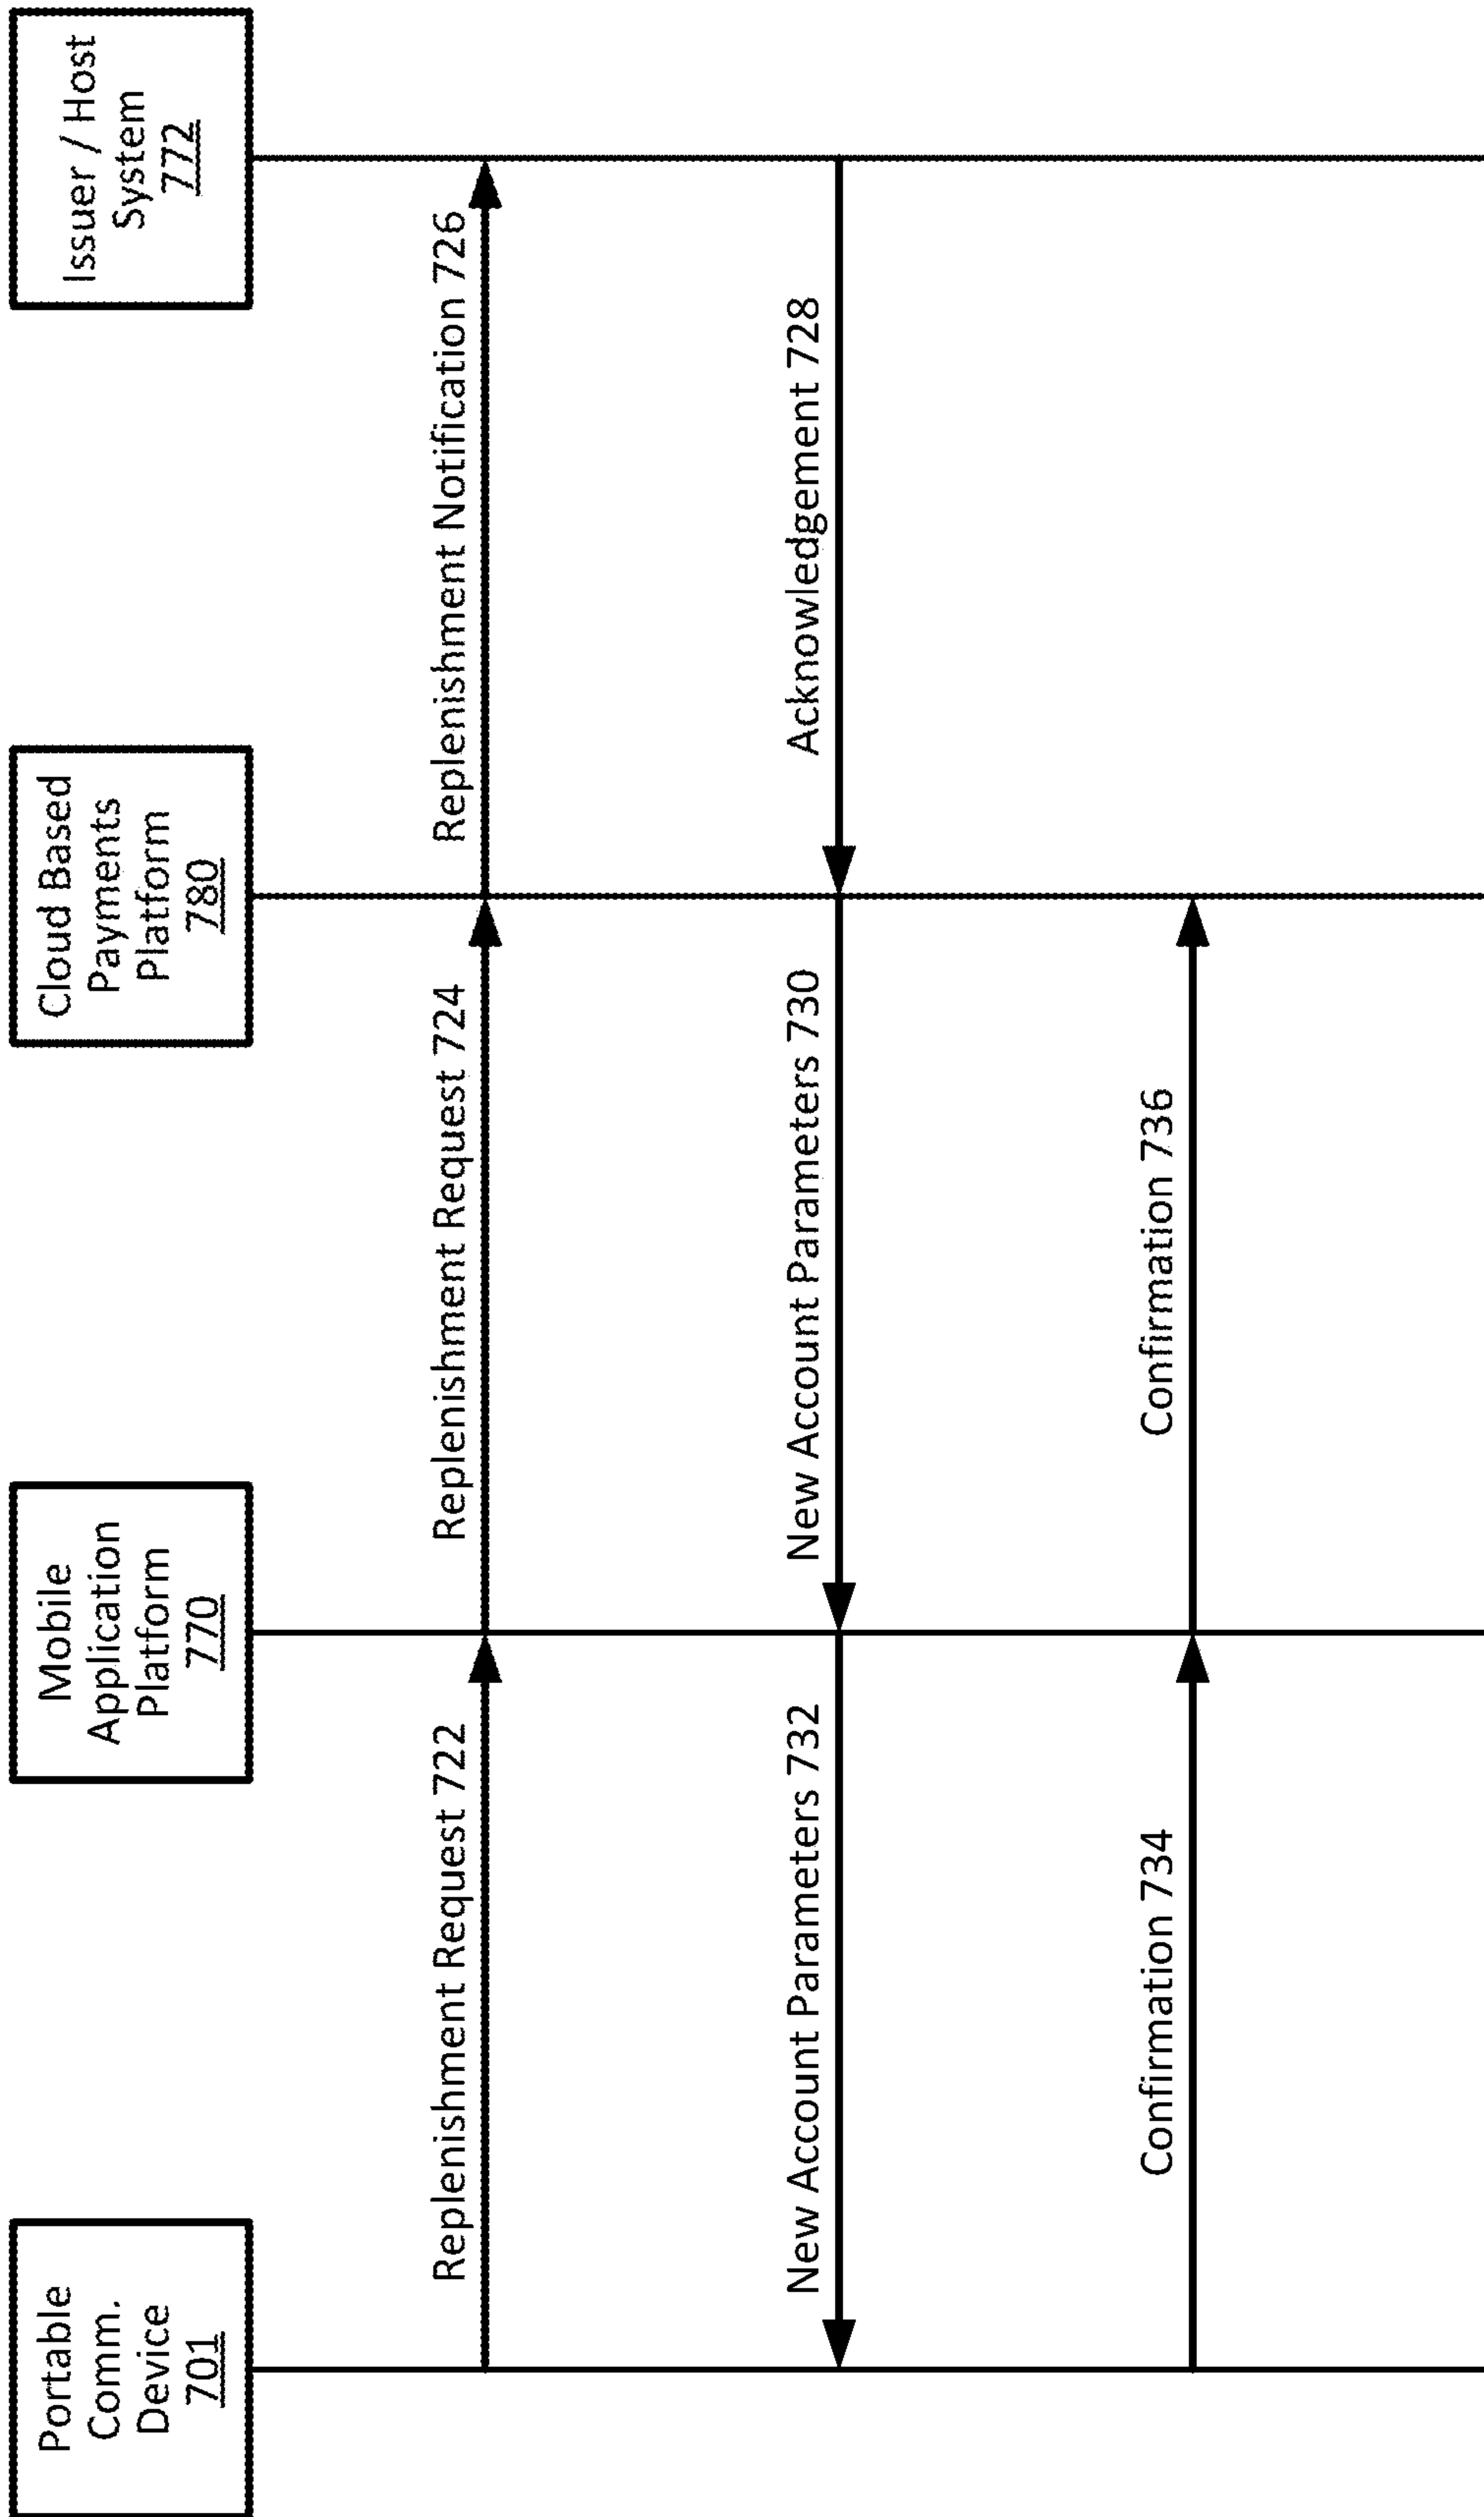 Portable
Comm.
Device
701
Mobile
Application
Platform
770
Cloud Based
Payments
Platform
780
Issuer / Host
System
772
Replenishment Request 722
Replenishment Request 724
Replenishment Notification 726
Acknowledgement 728
New Account Parameters 730
New Account Parameters 732
Confirmation 734
Confirmation 736